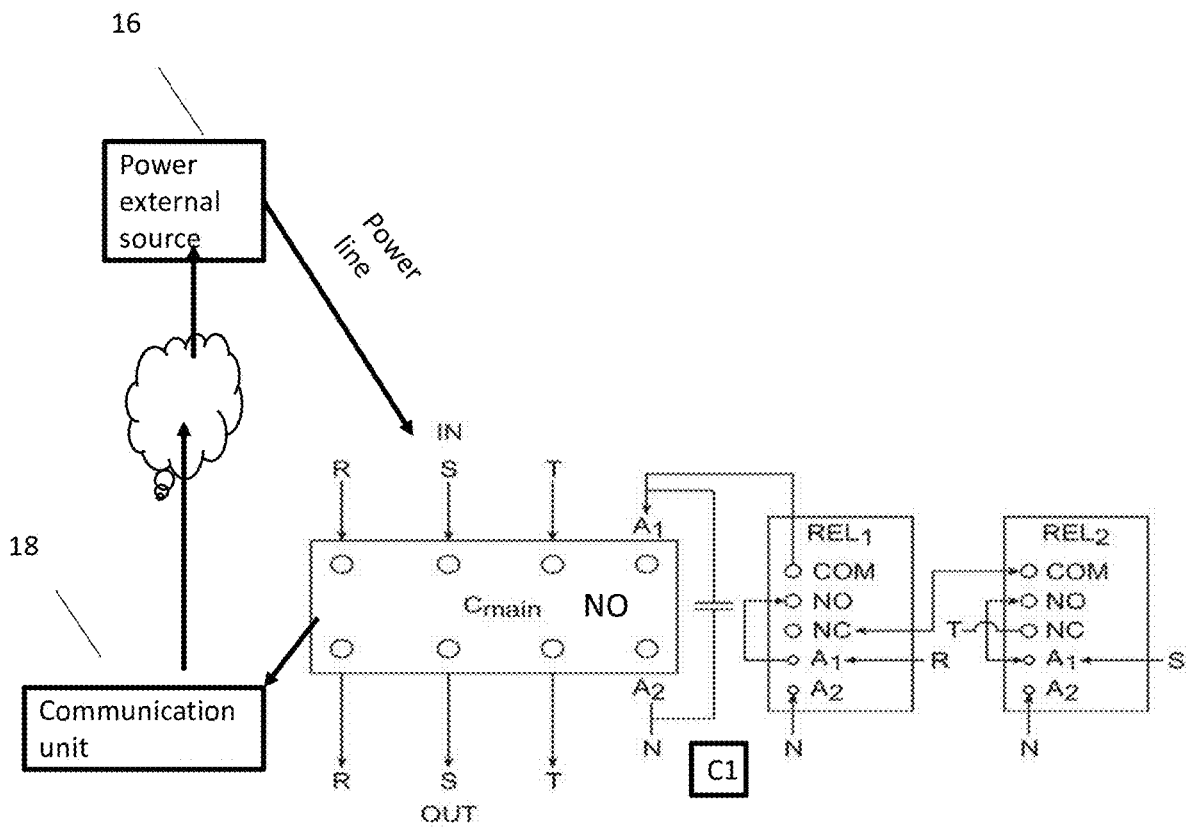 16
Power
external
source
Power
line
IN
R S T
A1
REL1
REL2
COM
COM
NO
NO
NC
T NC
A1 R
A1 S
A2
A2
N
N
Cmain NO
A2
N
C1
R S T
OUT
18
Communication
unit